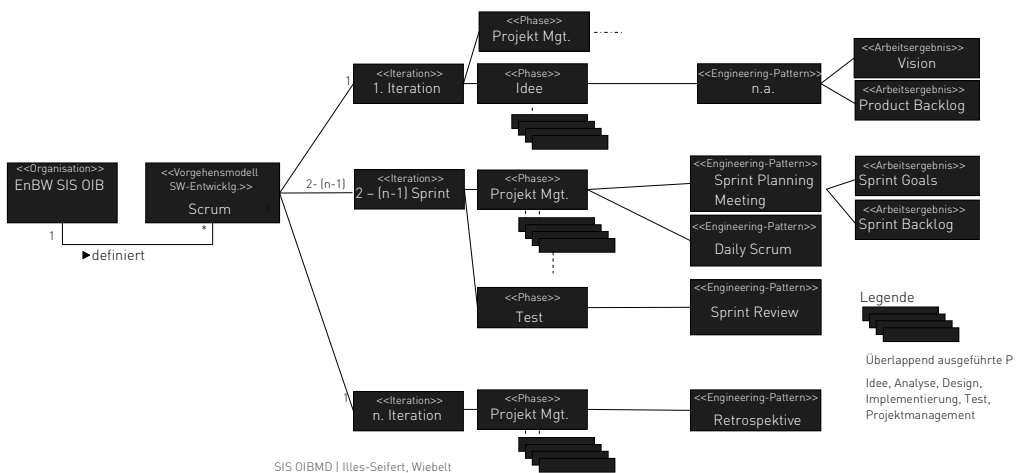 <<Phase>>
Projekt Mgt.
<<Iteration>>
1. Iteration
1
<<Phase>>
Idee
<<Engineering-Pattern>>
n.a.
<<Arbeitsergebnis>>
Vision
<<Arbeitsergebnis>>
Product Backlog
<<Organisation>>
EnBW SIS OIB
<<Vorgehensmodell
SW-Entwicklg.>>
Scrum
1
1
*
definiert
2- (n-1)
<<Iteration>>
2 – (n-1) Sprint
<<Phase>>
Projekt Mgt.
<<Engineering-Pattern>>
Sprint Planning
Meeting
<<Arbeitsergebnis>>
Sprint Goals
<<Arbeitsergebnis>>
Sprint Backlog
<<Engineering-Pattern>>
Daily Scrum
<<Phase>>
Test
<<Engineering-Pattern>>
Sprint Review
1
<<Iteration>>
n. Iteration
<<Phase>>
Projekt Mgt.
<<Engineering-Pattern>>
Retrospektive
Legende
Überlappend ausgeführte P
Idee, Analyse, Design,
Implementierung, Test,
Projektmanagement
SIS OIBMD | Illes-Seifert, Wiebelt